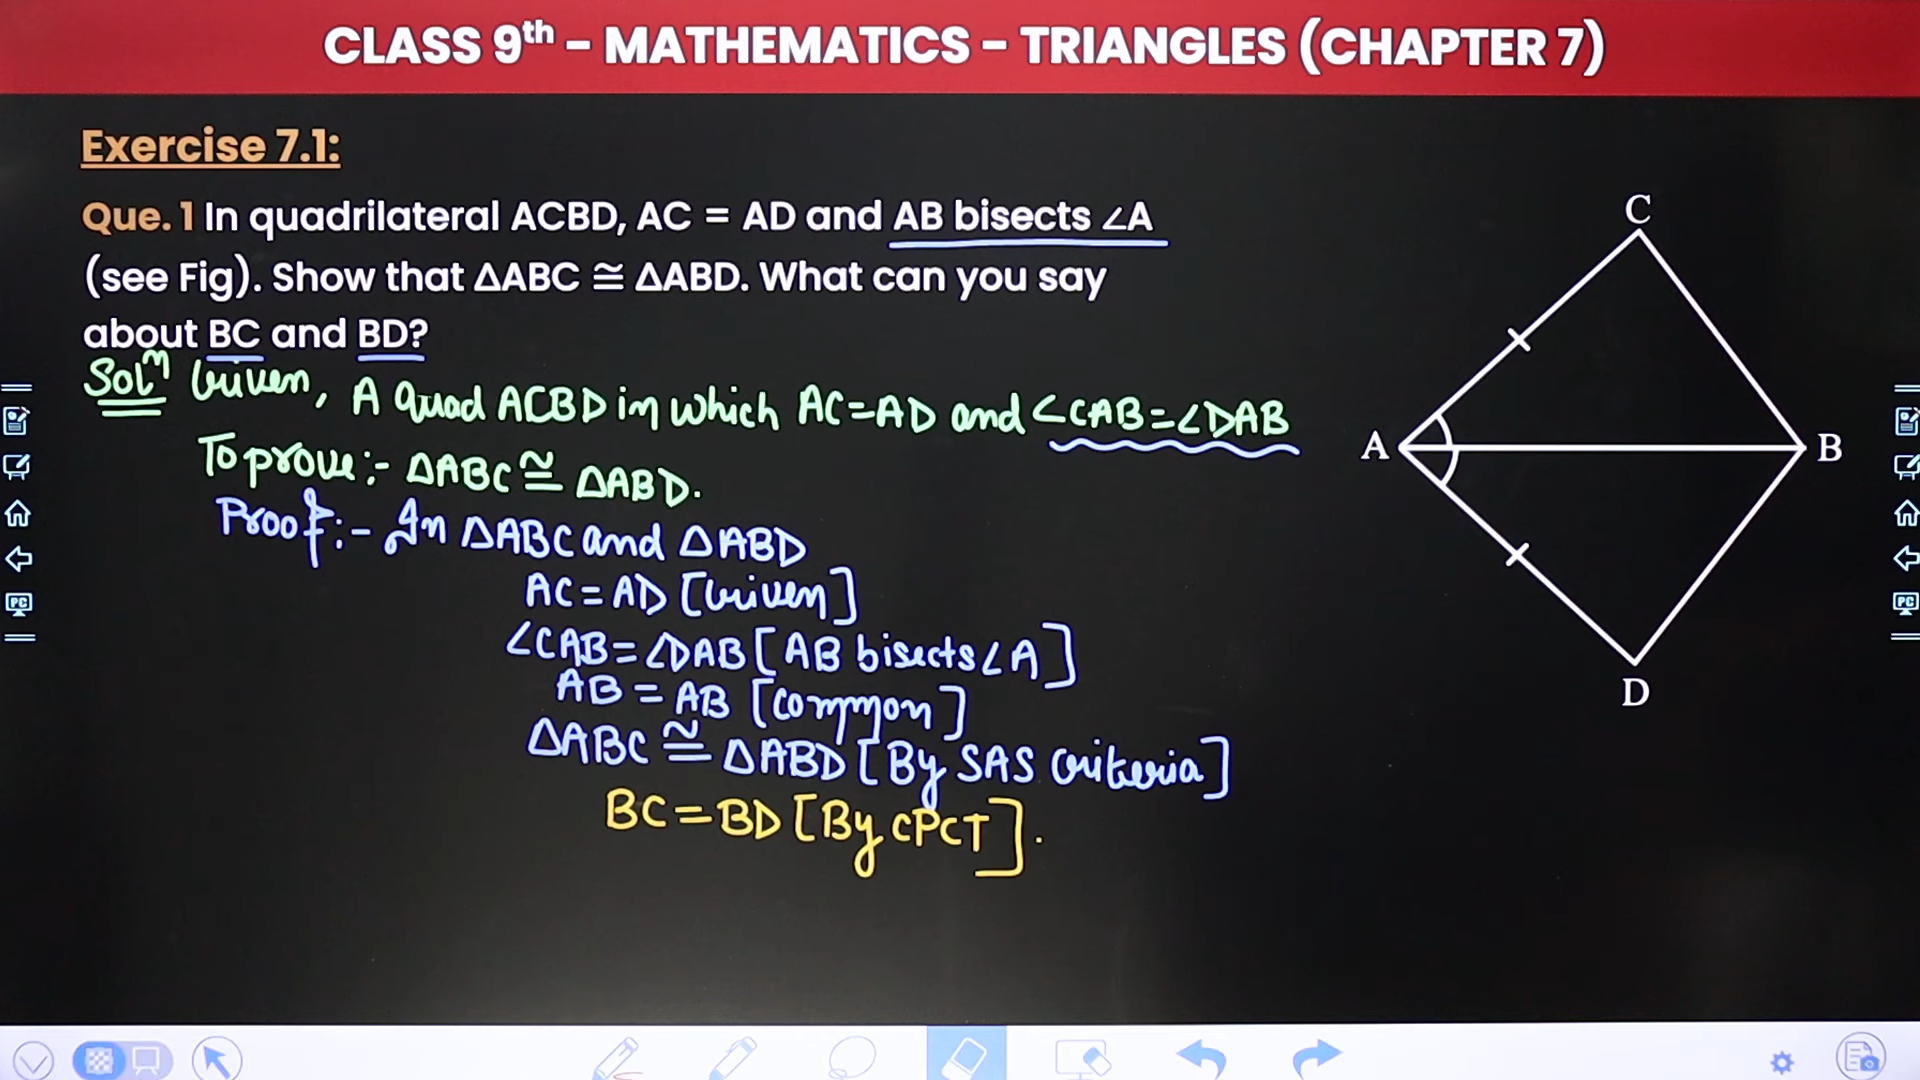 CLASS 9th - MATHEMATICS - TRIANGLES (CHAPTER 7)
Exercise 7.1:
Que. 1 In quadrilateral ACBD, AC = AD and AB bisects ∠A
(see Fig). Show that ΔABC ≅ ΔABD. What can you say
about BC and BD?
Solⁿ Given, A Quad ACBD in which AC=AD and ∠CAB=∠DAB
To prove:- ΔABC ≅ ΔABD.
Proof:- In ΔABC and ΔABD
AC = AD [Given]
∠CAB = ∠DAB [AB bisects ∠A]
AB = AB [common]
ΔABC ≅ ΔABD [By SAS criteria]
BC = BD [By CPCT].
C
A
B
D
PC
PC